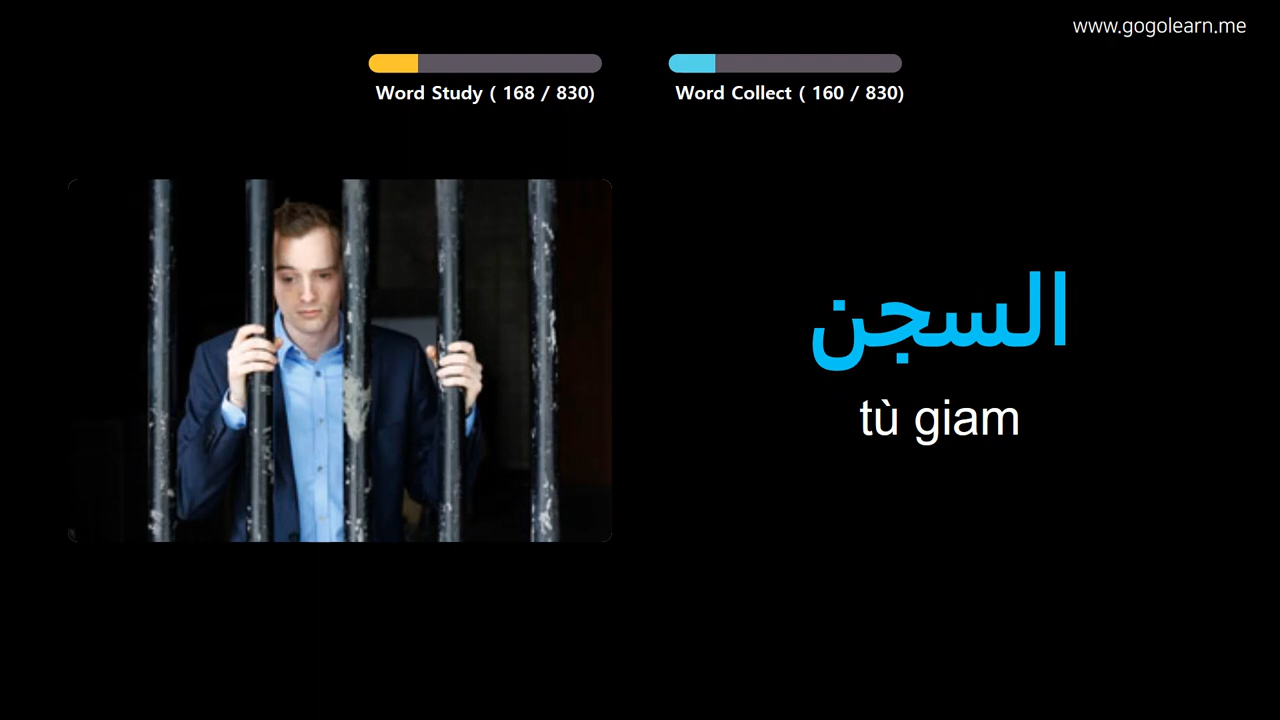 www.gogolearn.me
Word Study ( 168 / 830)
Word Collect ( 160 / 830)
السجن
tù giam